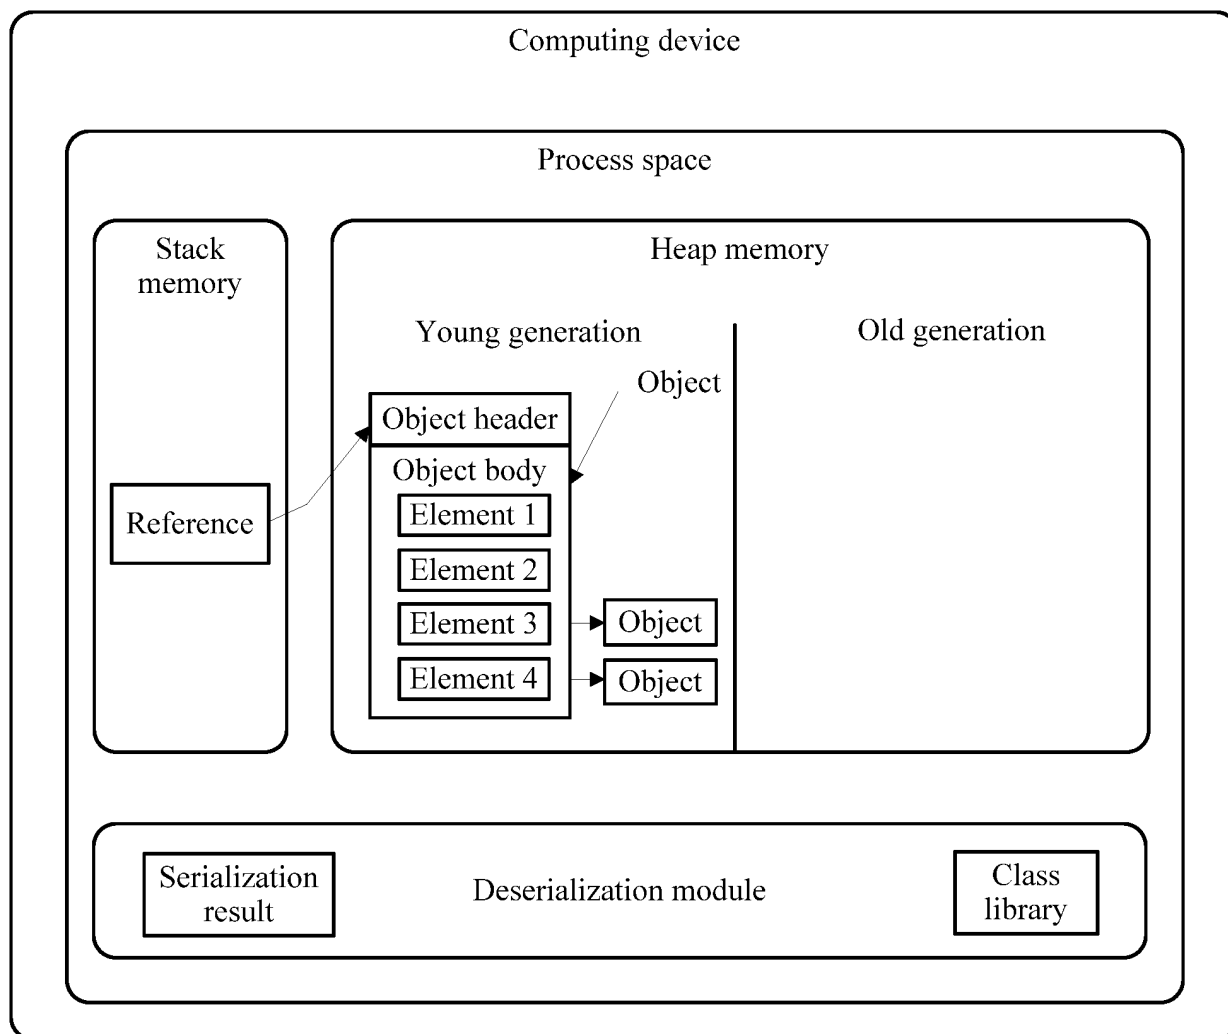 Computing device
Process space
Stack
memory
Reference
Heap memory
Young generation
Old generation
Object
Object header
Object body
Element 1
Element 2
Element 3
Object
Element 4
Object
Serialization
result
Deserialization module
Class
library